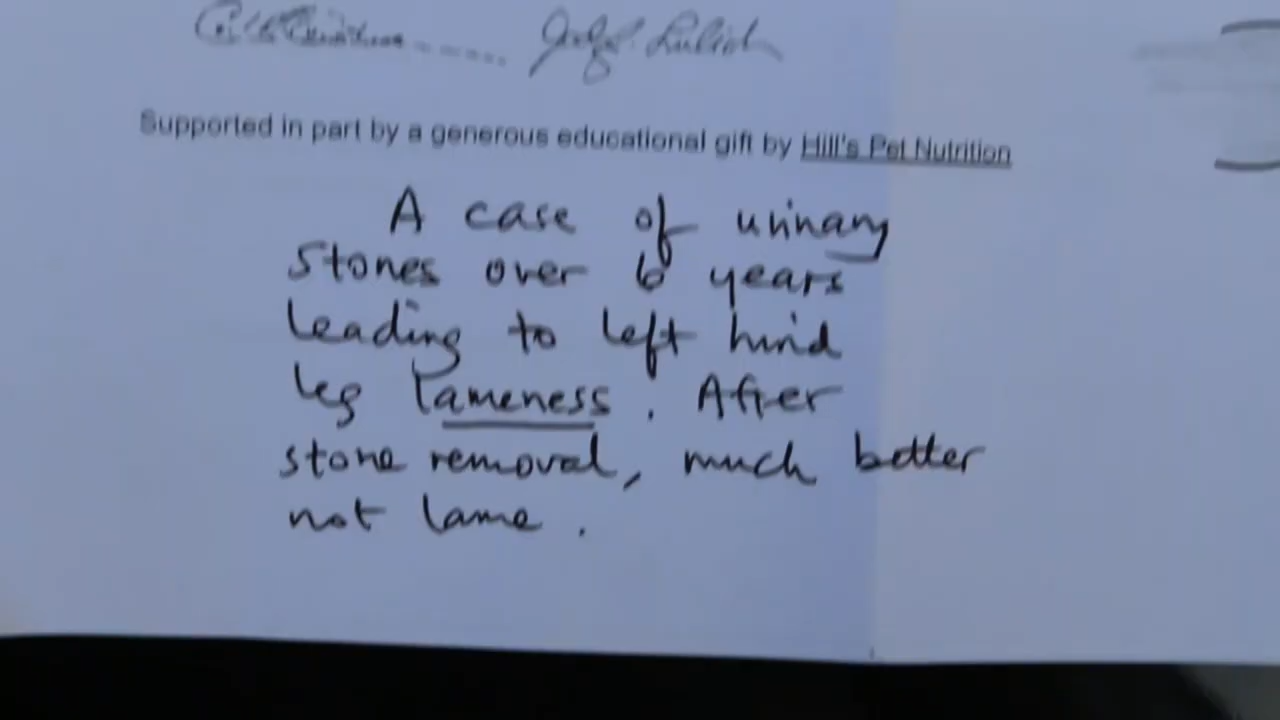 Supported in part by a generous educational gift by Hill's Pet Nutrition
A case of urinary
stones over 6 years
leading to left hind
leg lameness. After
stone removal, much better
not lame.